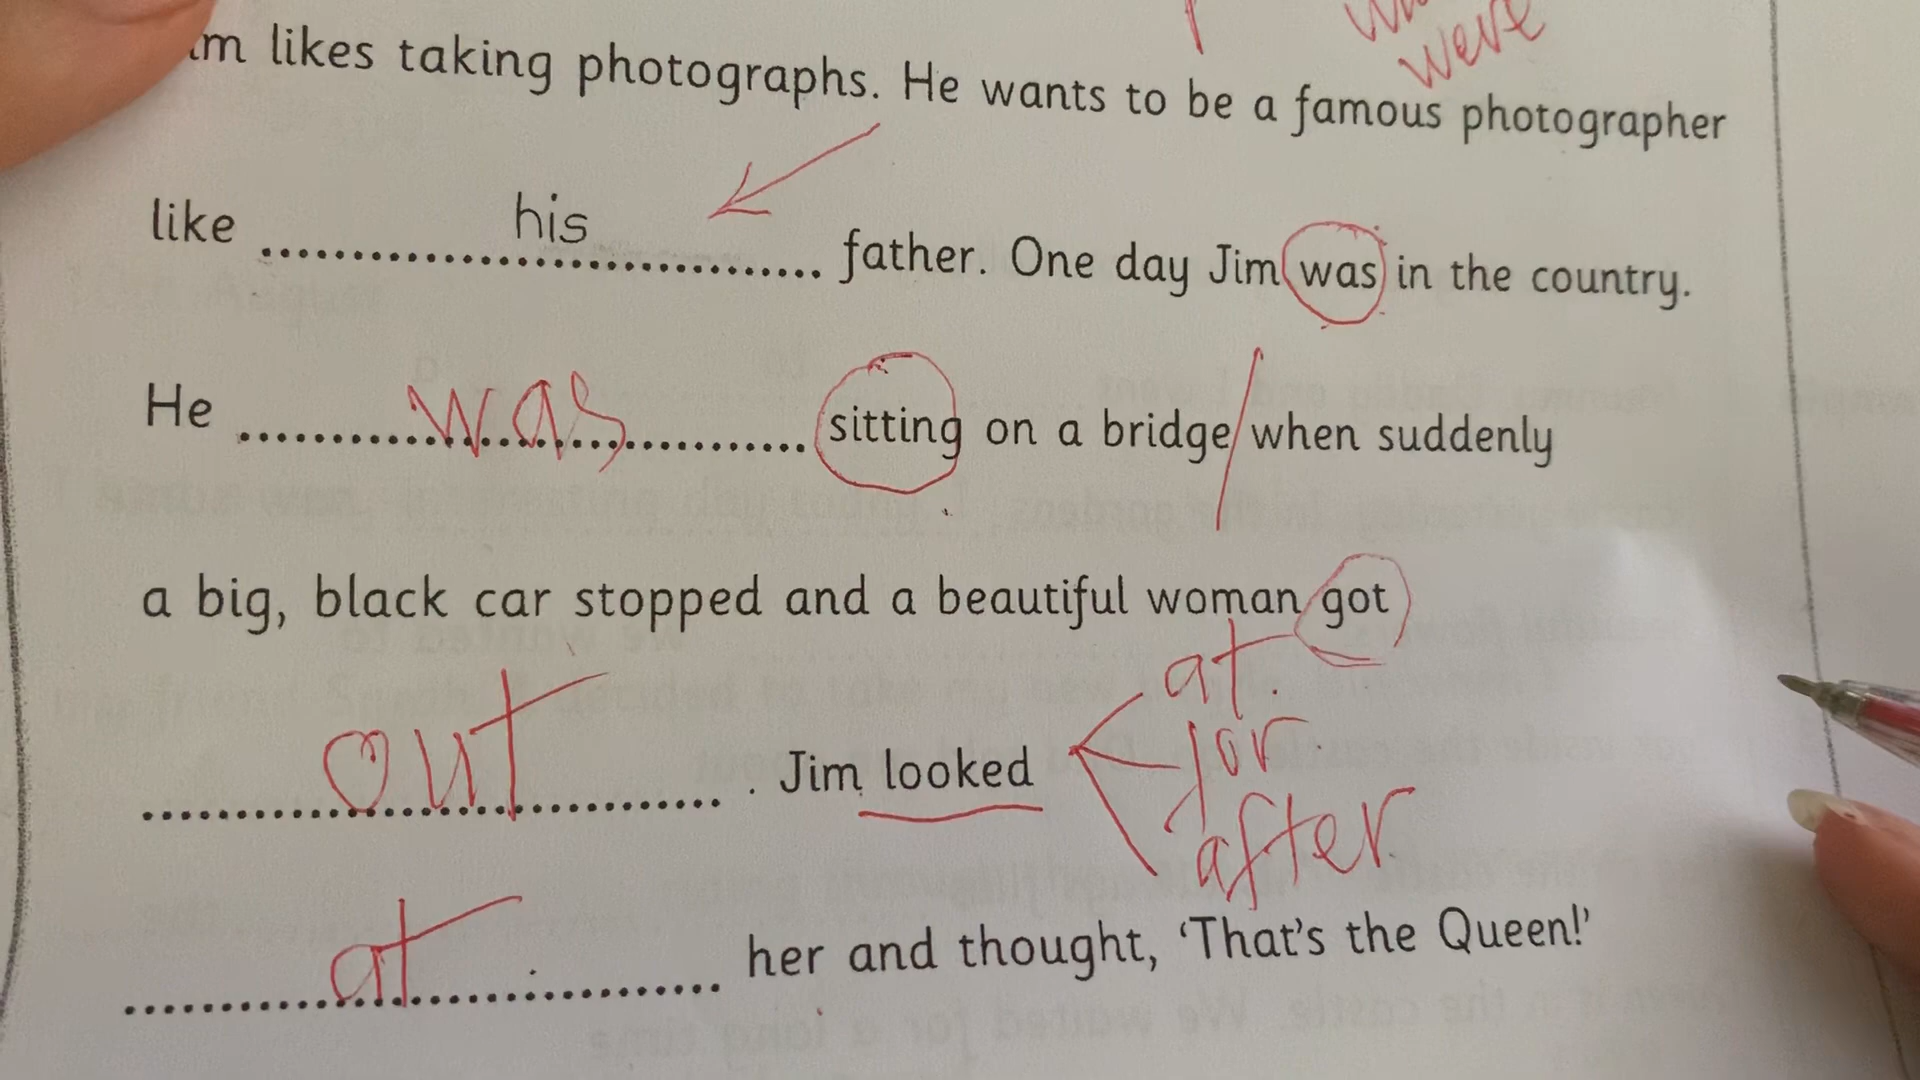 were
likes taking photographs. He wants to be a famous photographer
like his father. One day Jim was in the country.
He was sitting on a bridge when suddenly
a big, black car stopped and a beautiful woman got
out. Jim looked
at.
for.
after.
at her and thought, ‘That’s the Queen!’